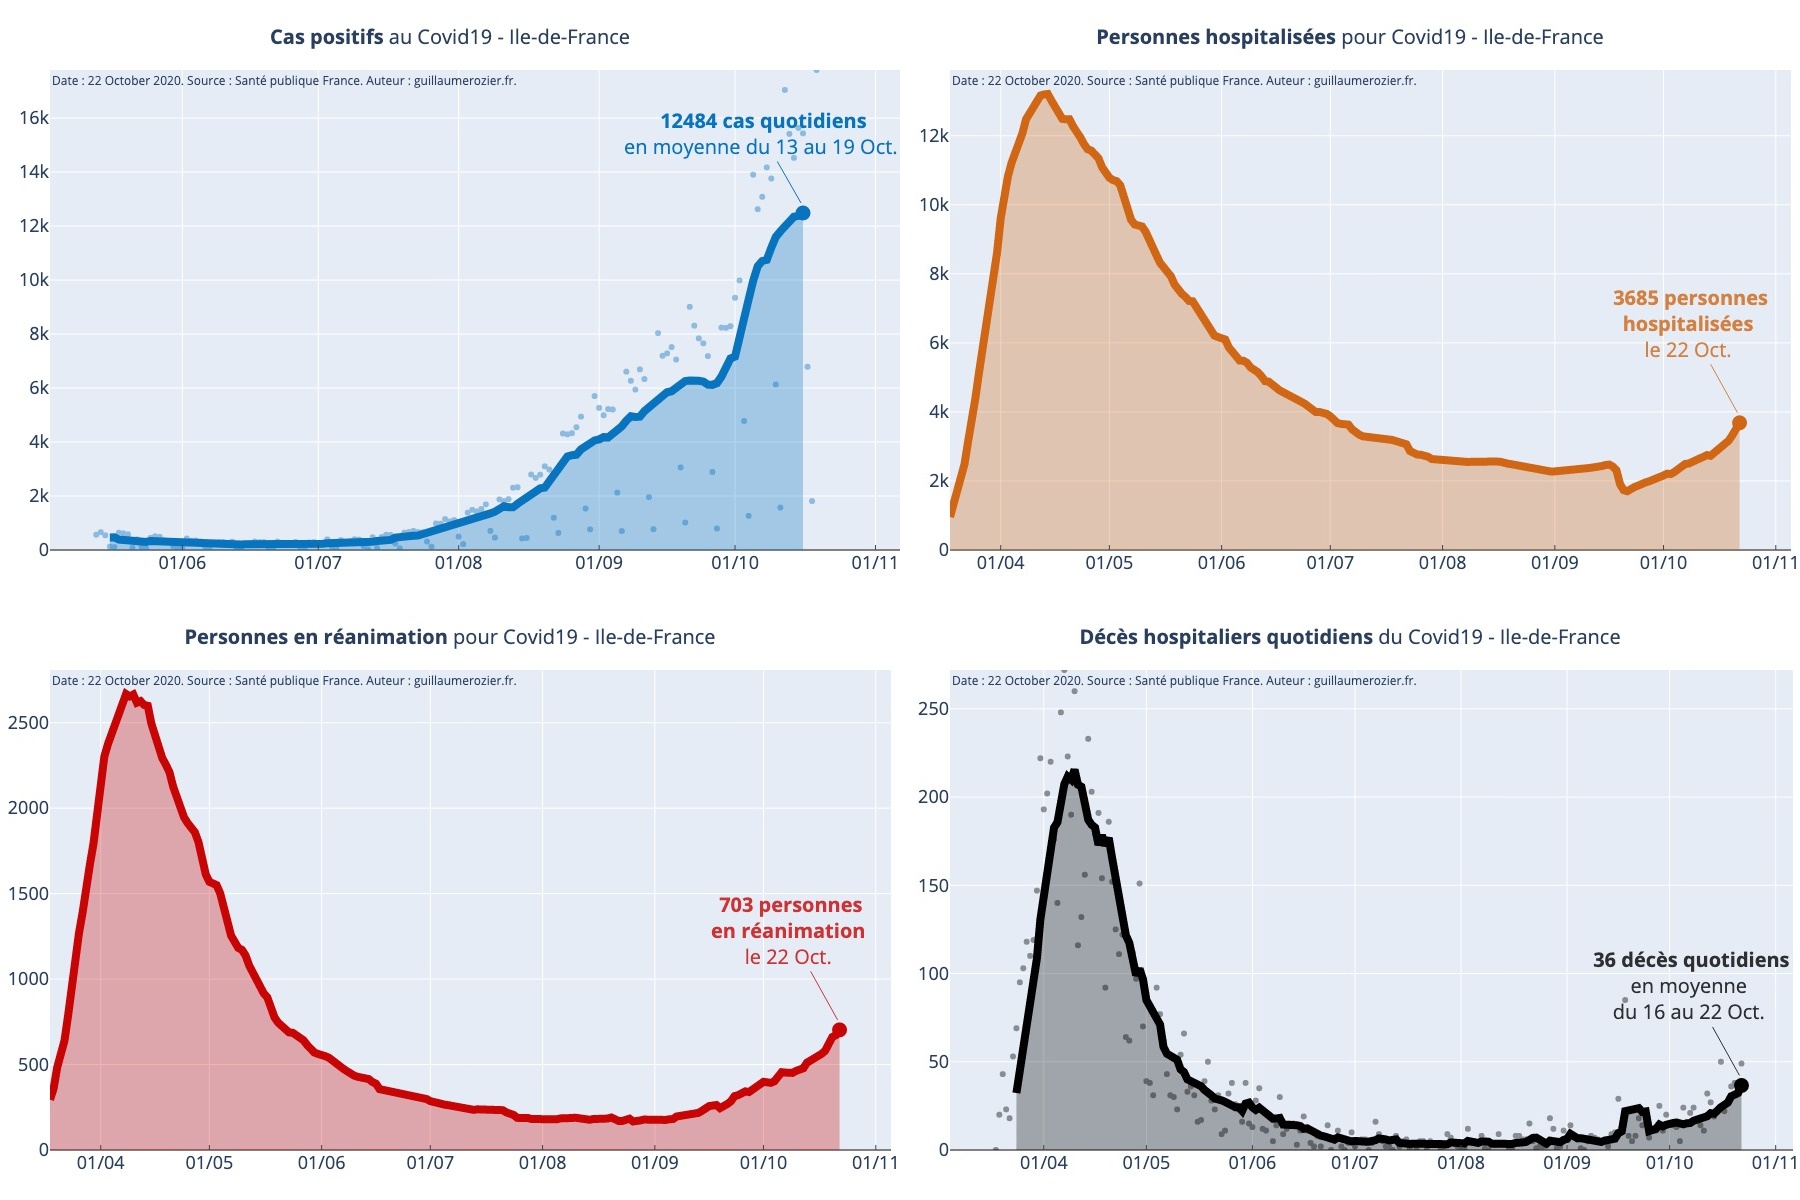 Cas positifs au Covid19 - Ile-de-France
Date : 22 October 2020. Source : Santé publique France. Auteur : guillaumerozier.fr.
12484 cas quotidiens
en moyenne du 13 au 19 Oct.
16k
14k
12k
10k
8k
6k
4k
2k
0
01/06 01/07 01/08 01/09 01/10 01/11
Personnes hospitalisées pour Covid19 - Ile-de-France
Date : 22 October 2020. Source : Santé publique France. Auteur : guillaumerozier.fr.
12k
10k
8k
3685 personnes
hospitalisées
le 22 Oct.
6k
4k
2k
0
01/04 01/05 01/06 01/07 01/08 01/09 01/10 01/11
Personnes en réanimation pour Covid19 - Ile-de-France
Date : 22 October 2020. Source : Santé publique France. Auteur : guillaumerozier.fr.
2500
2000
1500
703 personnes
en réanimation
le 22 Oct.
1000
500
0
01/04 01/05 01/06 01/07 01/08 01/09 01/10 01/11
Décès hospitaliers quotidiens du Covid19 - Ile-de-France
Date : 22 October 2020. Source : Santé publique France. Auteur : guillaumerozier.fr.
250
200
150
100
36 décès quotidiens
en moyenne
du 16 au 22 Oct.
50
0
01/04 01/05 01/06 01/07 01/08 01/09 01/10 01/11